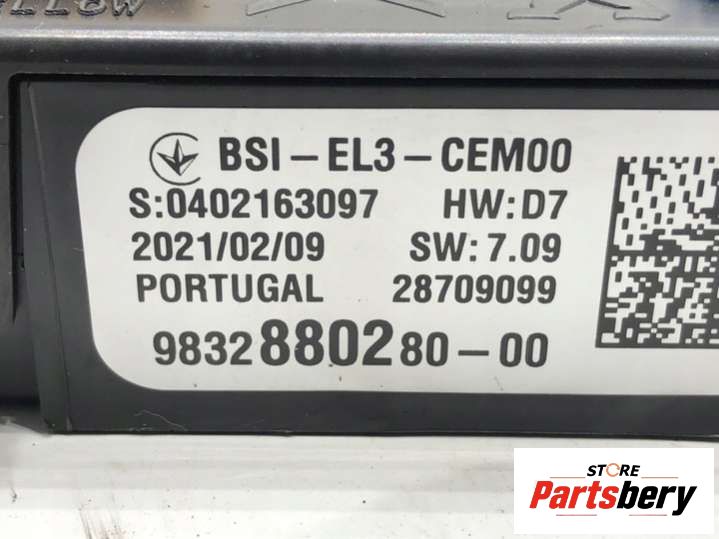 BSI-EL3-CEM00
S:0402163097 HW:D7
2021/02/09 SW:7.09
PORTUGAL 28709099
9832880280-00
STORE
Partsbery